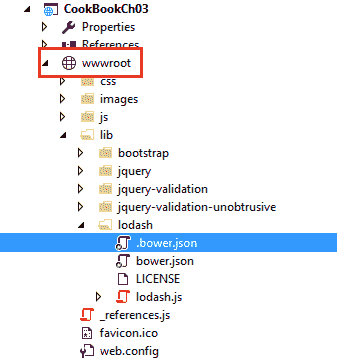 CookBookCh03
Properties
References
wwwroot
css
images
js
lib
bootstrap
jquery
jquery-validation
jquery-validation-unobtrusive
lodash
.bower.json
bower.json
LICENSE
lodash.js
_references.js
favicon.ico
web.config